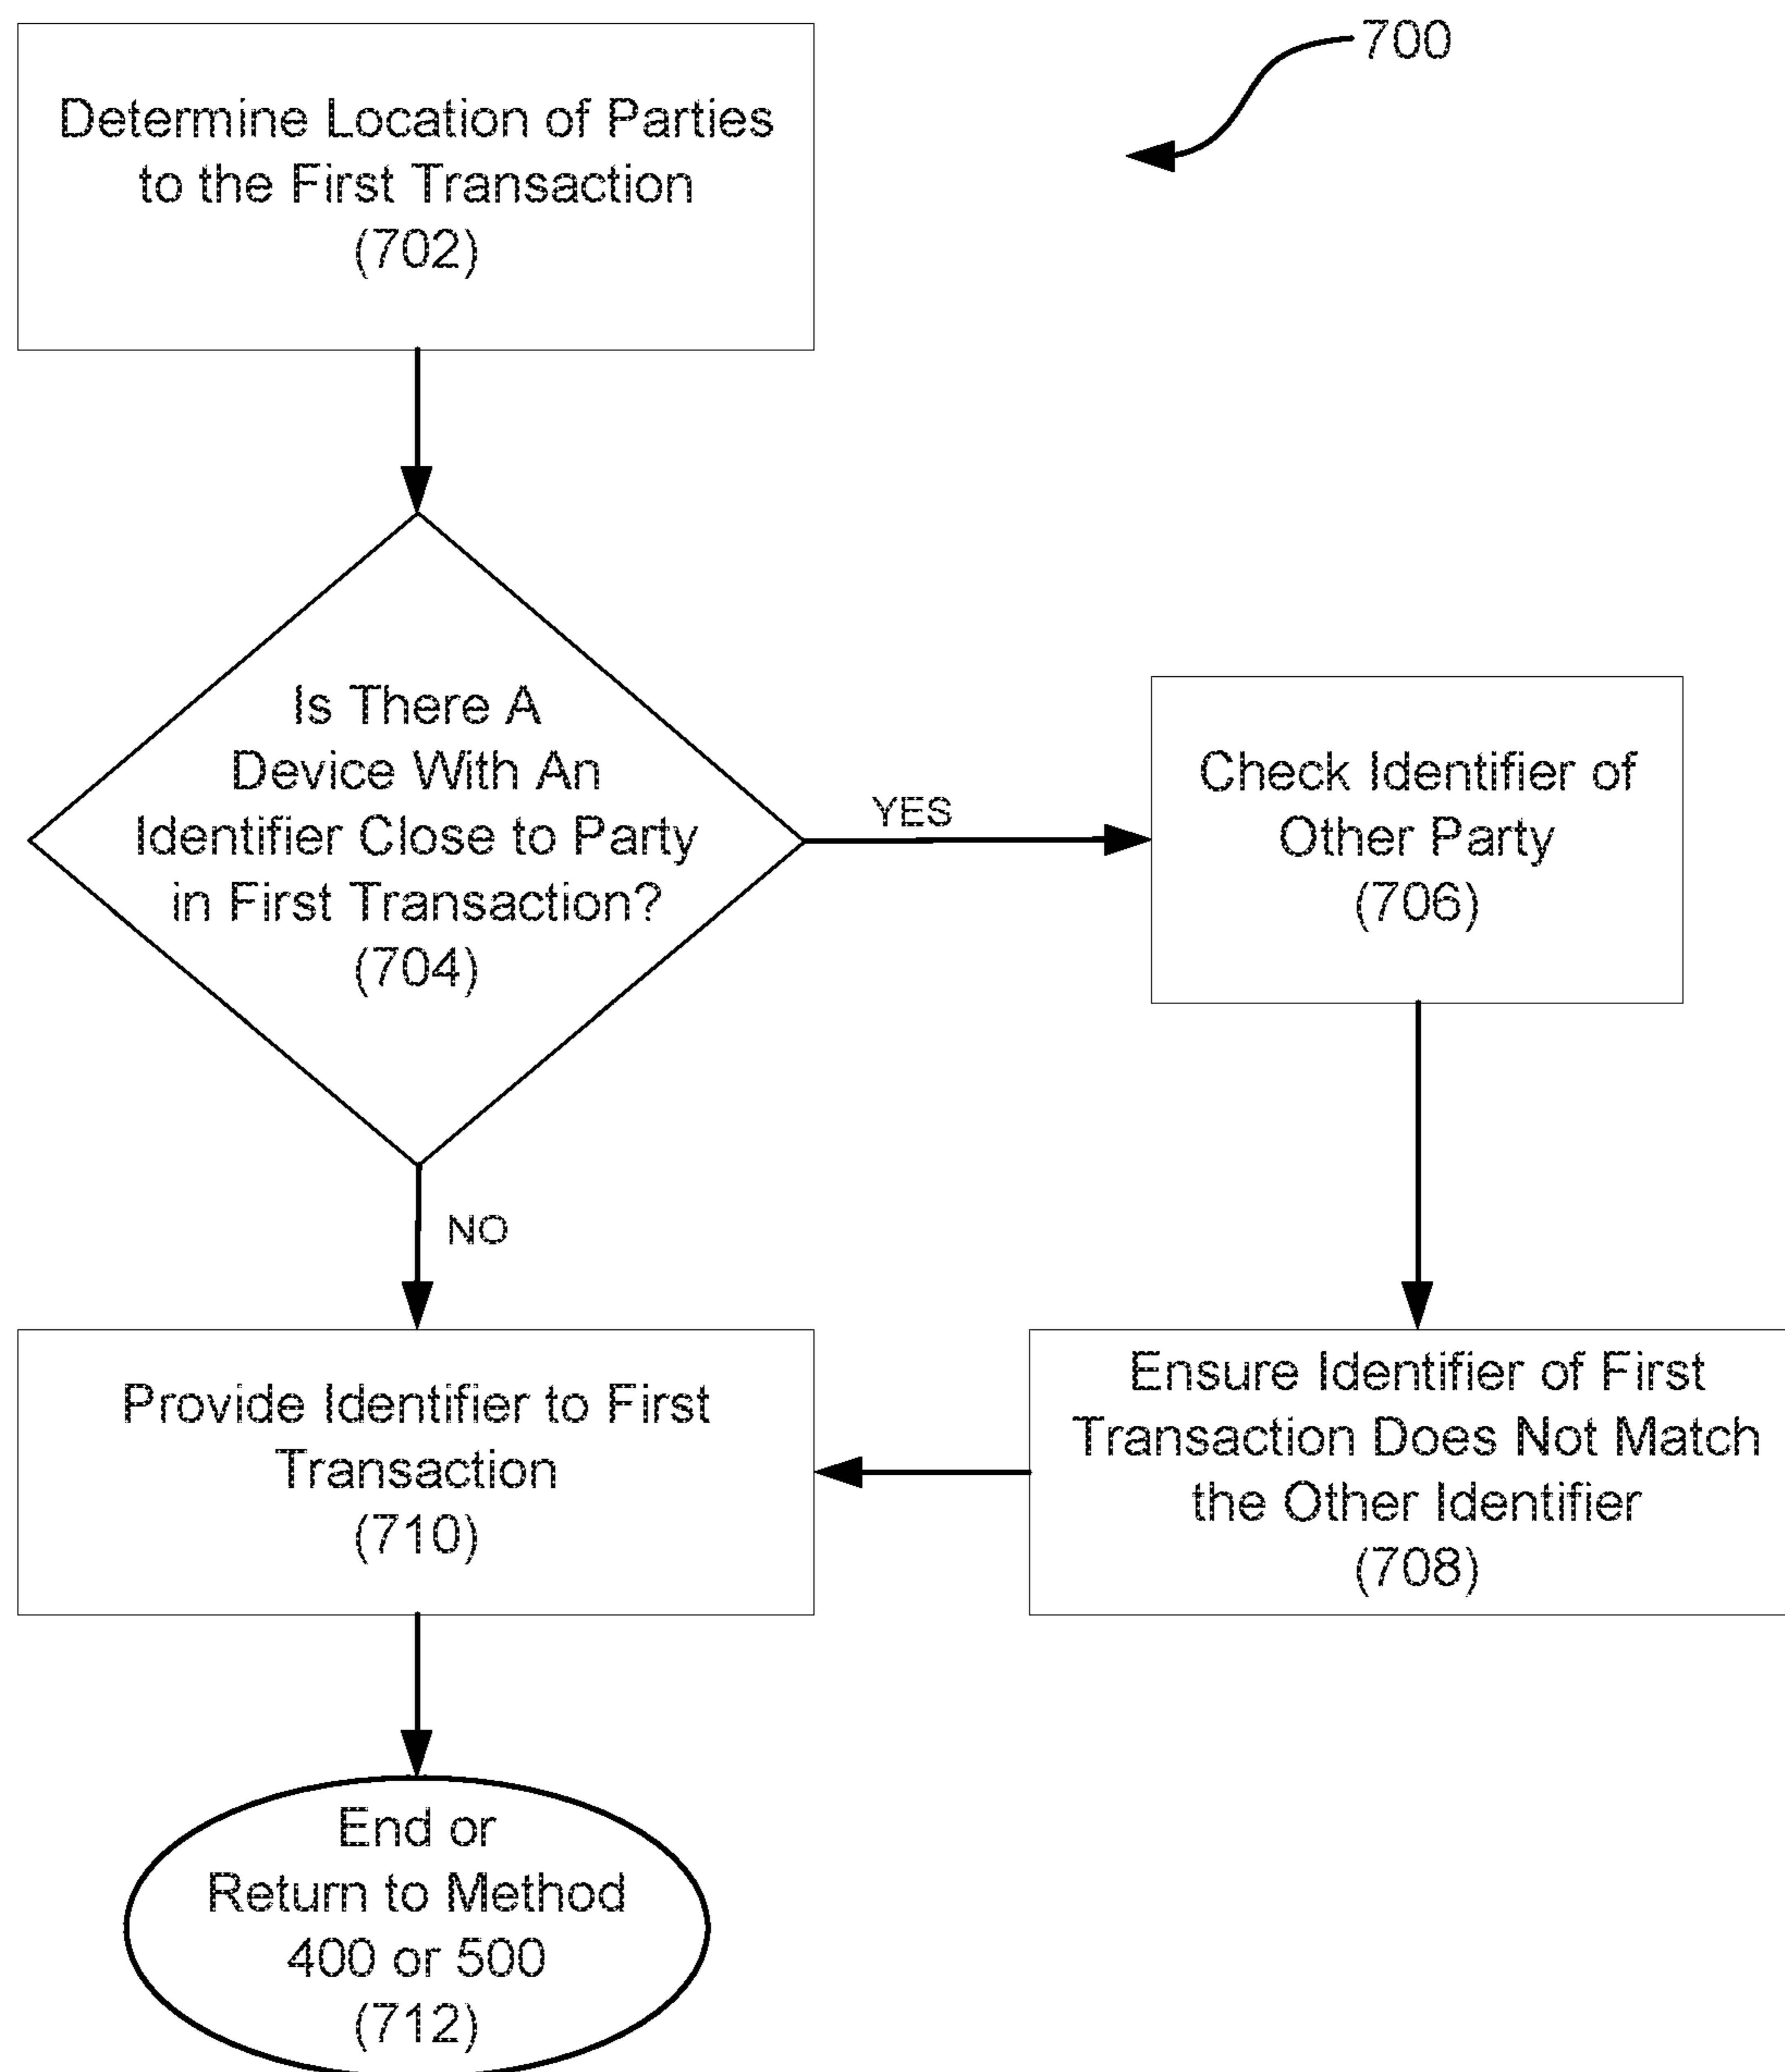 700
Determine Location of Parties
to the First Transaction
(702)
Is There A
Device With An
Identifier Close to Party
in First Transaction?
(704)
YES
Check Identifier of
Other Party
(706)
NO
Ensure Identifier of First
Transaction Does Not Match
the Other Identifier
(708)
Provide Identifier to First
Transaction
(710)
End or
Return to Method
400 or 500
(712)